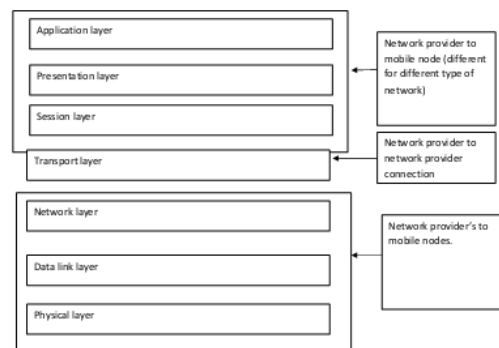 Application layer
Presentation layer
Session layer
Transport layer
Network layer
Data link layer
Physical layer
Network provider to
mobile node (different
for different type of
network)
Network provider to
network provider
connection
Network provider's to
mobile nodes.